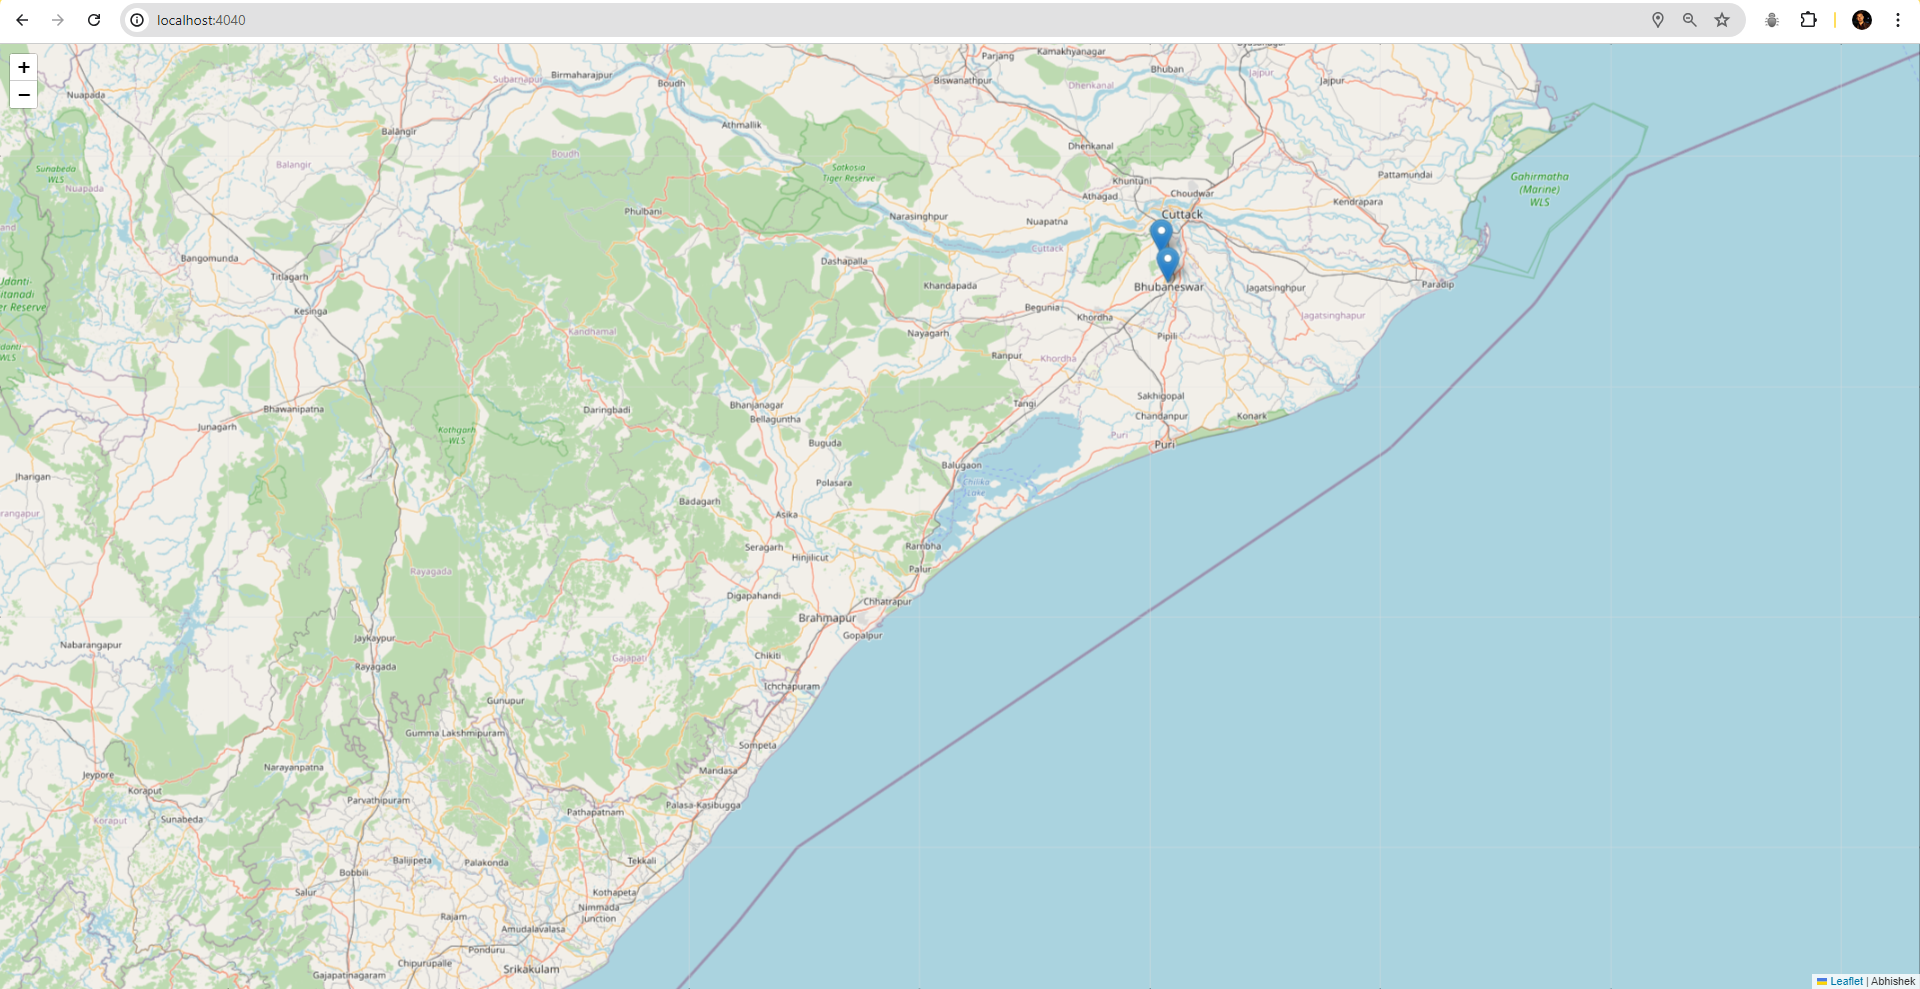 localhost:4040
+
−
Kamakhyanagar
Parjang
Bhuban
Jajpur
Jajpur
Subarnapur
Birmaharajpur
Boudh
Biswanathpur
Dhenkanal
Nuapada
Balangir
Athmallik
Dhenkanal
Boudh
Balangir
Satkosia
Tiger Reserve
Sunabeda
WLS
Nuapada
Khuntuni
Choudwar
Pattamundai
Gahirmatha
(Marine)
WLS
Athagad
Kendrapara
Phulbani
Narasinghpur
Nuapatna
Cuttack
Cuttack
Bangomunda
Dashapalla
Titlagarh
Khandapada
Bhubaneswar
Jagatsinghpur
Paradip
Kesinga
Begunia
Khordha
Jagatsinghapur
Kandhamal
Nayagarh
Pipili
Ranpur
Khordha
Sakhigopal
Bhawanipatna
Daringbadi
Bhanjanagar
Bellaguntha
Tangi
Chandanpur
Konark
Junagarh
Kothgarh
WLS
Buguda
Puri
Puri
Balugaon
Jharigan
Polasara
Chilika
Lake
Badagarh
Asika
Rambha
Seragarh
Hinjilicut
Palur
Rayagada
Digapahandi
Chhatrapur
Brahmapur
Gopalpur
Nabarangapur
Jaykaypur
Rayagada
Gajapati
Chikiti
Ichchapuram
Gunupur
Gumma Lakshmipuram
Sompeta
Narayanpatna
Mandasa
Jeypore
Koraput
Parvathipuram
Palasa-Kasibugga
Koraput
Sunabeda
Pathapatnam
Balijipeta
Palakonda
Tekkali
Bobbili
Salur
Kothapeta
Rajam
Nimmada
Junction
Amudalavalasa
Ponduru
Chipurupalle
Gajapatinagaram
Srikakulam
Leaflet | Abhishek